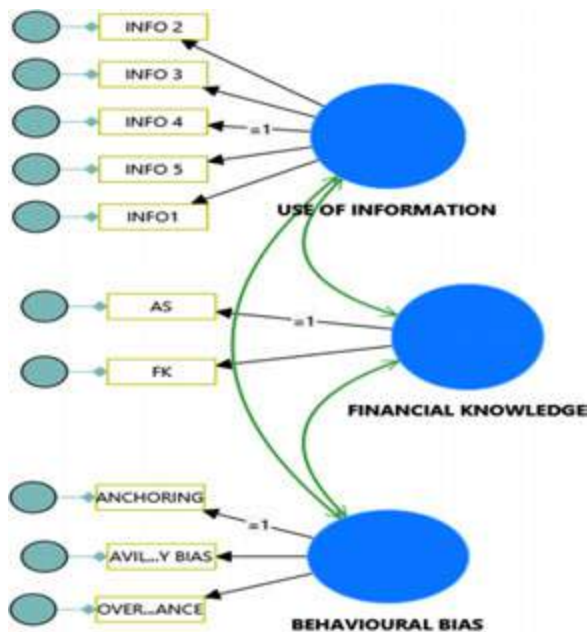 INFO 2
INFO 3
INFO 4
=1
INFO 5
INFO1
USE OF INFORMATION
AS
=1
FK
FINANCIAL KNOWLEDGE
ANCHORING
=1
AVIL...Y BIAS
OVER...ANCE
BEHAVIOURAL BIAS